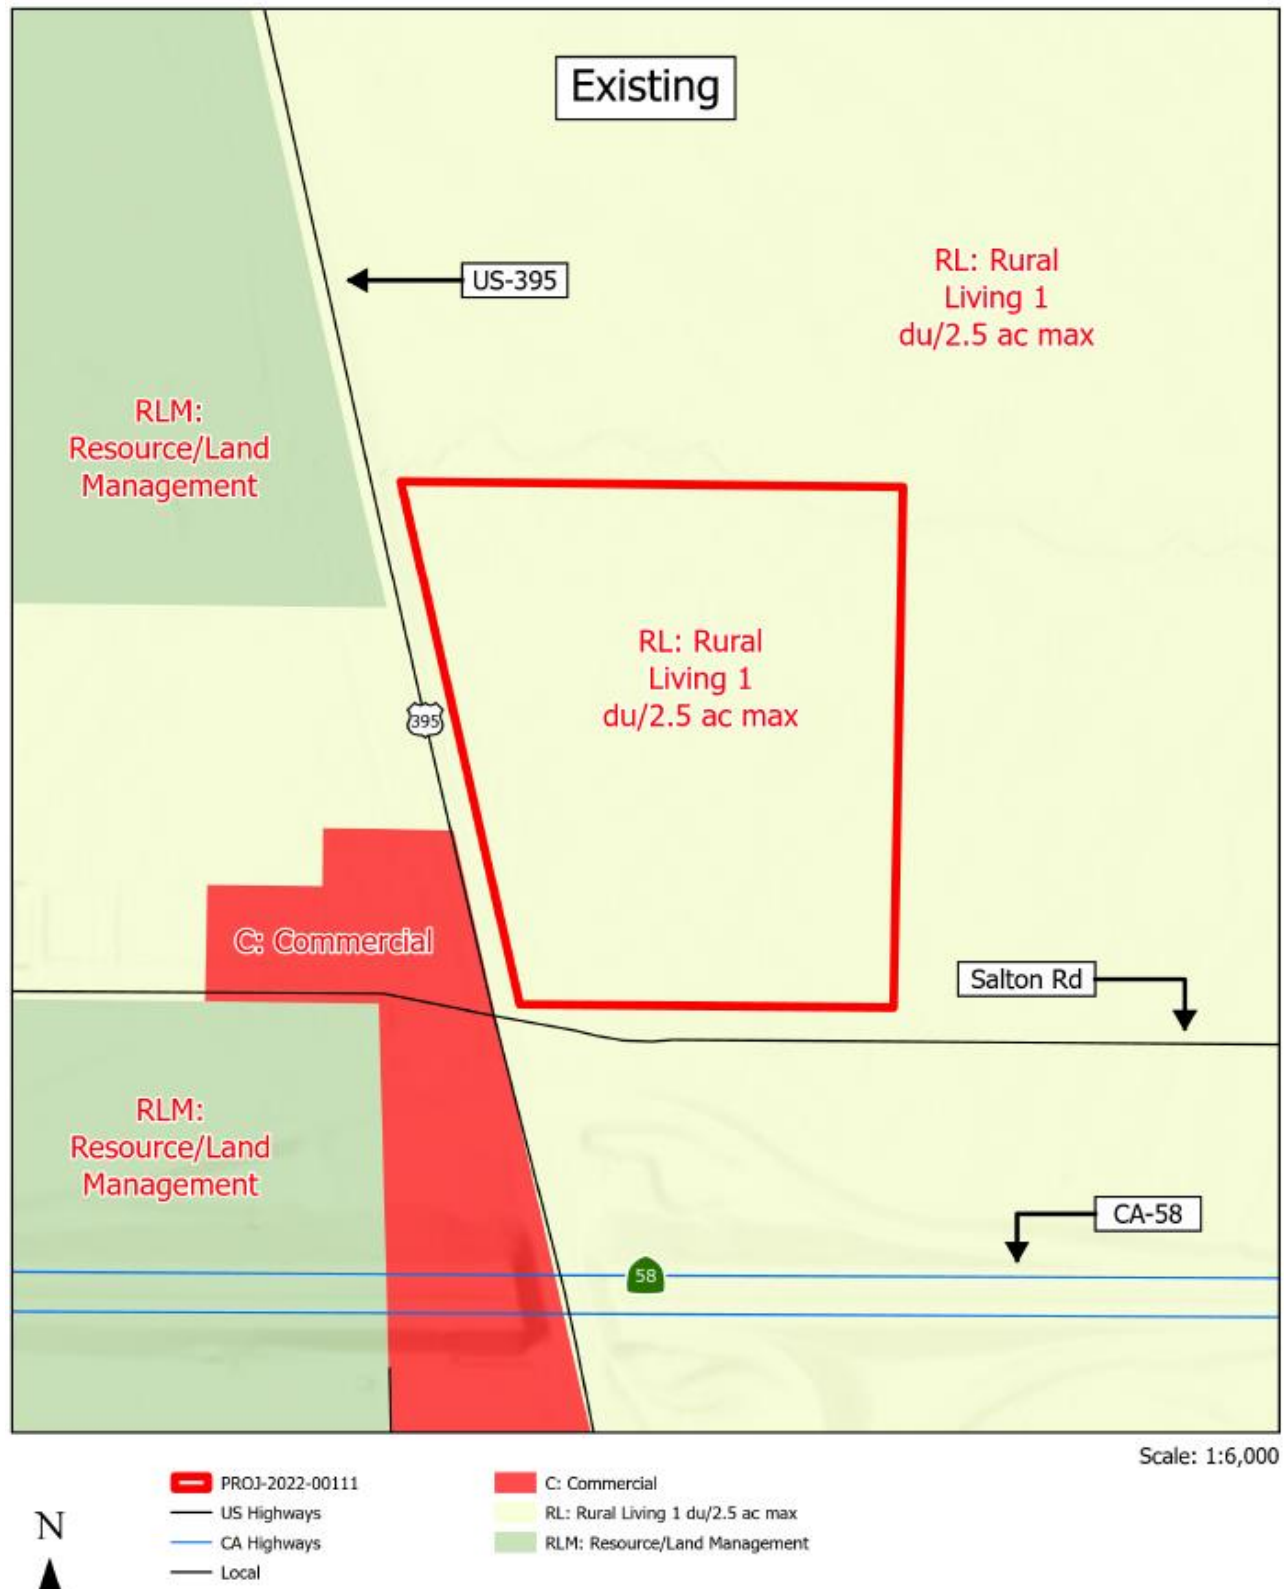 Existing
US-395
RL: Rural
Living 1
du/2.5 ac max
RLM:
Resource/Land
Management
RL: Rural
Living 1
du/2.5 ac max
395
C: Commercial
Salton Rd
RLM:
Resource/Land
Management
CA-58
58
Scale: 1:6,000
PROJ-2022-00111
US Highways
CA Highways
Local
C: Commercial
RL: Rural Living 1 du/2.5 ac max
RLM: Resource/Land Management
N